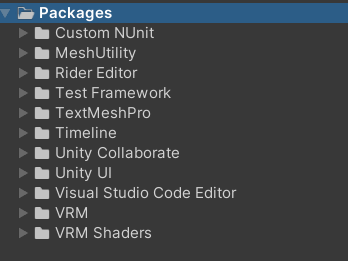 Packages
Custom NUnit
MeshUtility
Rider Editor
Test Framework
TextMeshPro
Timeline
Unity Collaborate
Unity UI
Visual Studio Code Editor
VRM
VRM Shaders